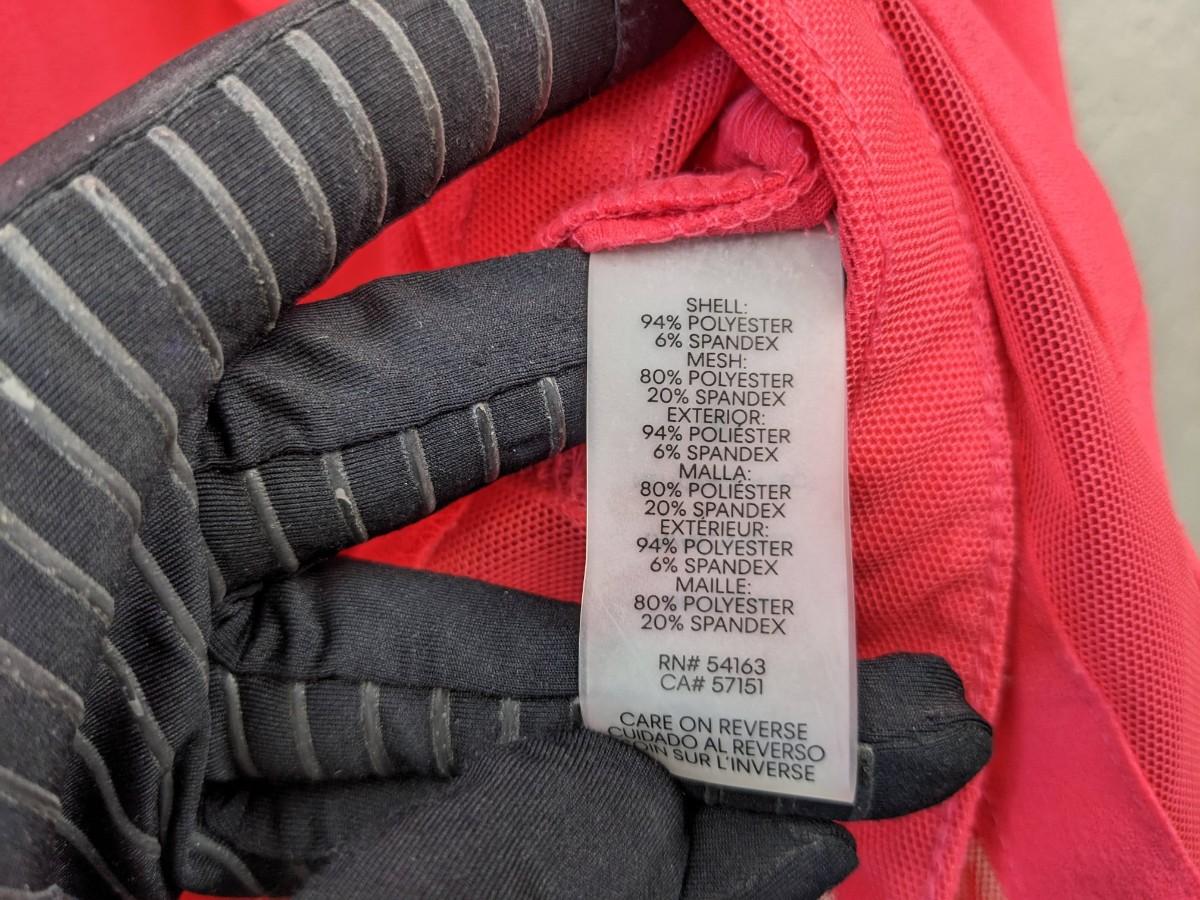 SHELL:
94% POLYESTER
6% SPANDEX
MESH:
80% POLYESTER
20% SPANDEX
EXTERIOR:
94% POLIÉSTER
6% SPANDEX
MALLA:
80% POLIÉSTER
20% SPANDEX
EXTÉRIEUR:
94% POLYESTER
6% SPANDEX
MAILLE:
80% POLYESTER
20% SPANDEX
RN# 54163
CA# 57151
CARE ON REVERSE
CUIDADO AL REVERSO
SUR L'INVERSE